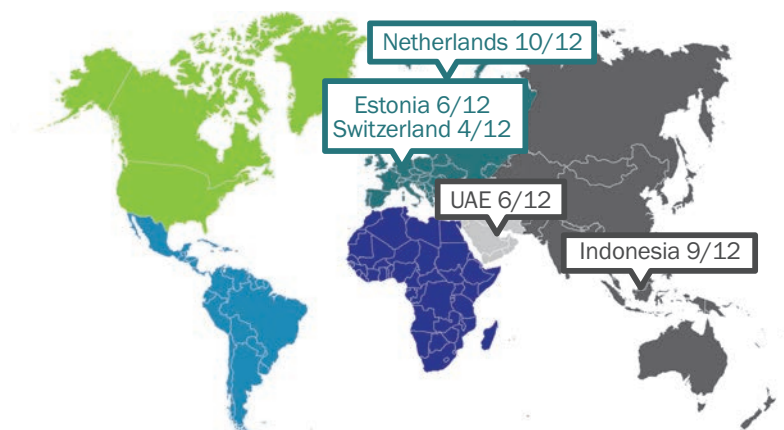 Netherlands 10/12
Estonia 6/12
Switzerland 4/12
UAE 6/12
Indonesia 9/12